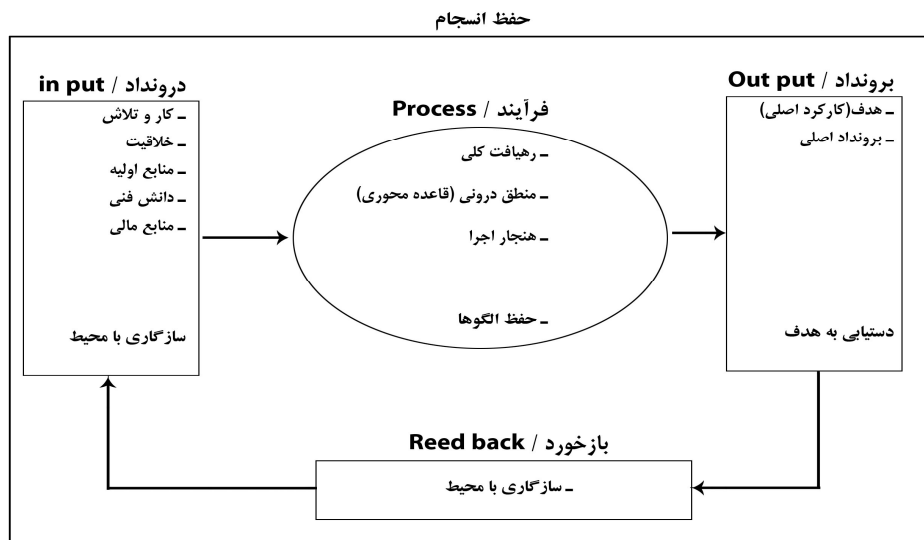 حفظ انسجام
درونداد / in put
ـ کار و تلاش
ـ خلاقیت
ـ منابع اولیه
ـ دانش فنی
ـ منابع مالی
سازگاری با محیط
فرآیند / Process
ـ رهیافت کلی
ـ منطق درونی (قاعده محوری)
ـ هنجار اجرا
ـ حفظ الگوها
برونداد / Out put
ـ هدف(کارکرد اصلی)
ـ برونداد اصلی
دستیابی به هدف
بازخورد / Reed back
ـ سازگاری با محیط